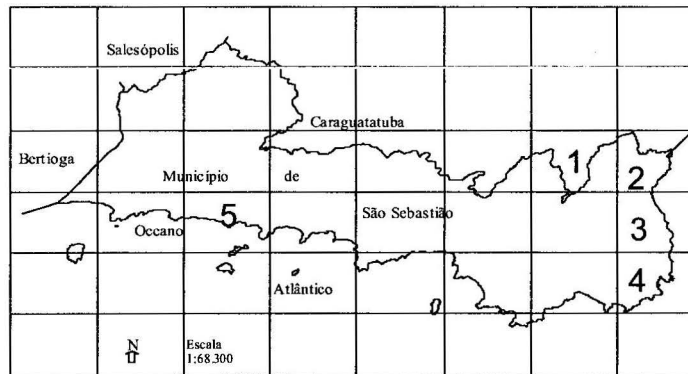 Salesópolis
Caraguatatuba
Bertioga
1
2
Município de
São Sebastião
5
3
Oceano
4
Atlântico
N
Escala
1:68.300